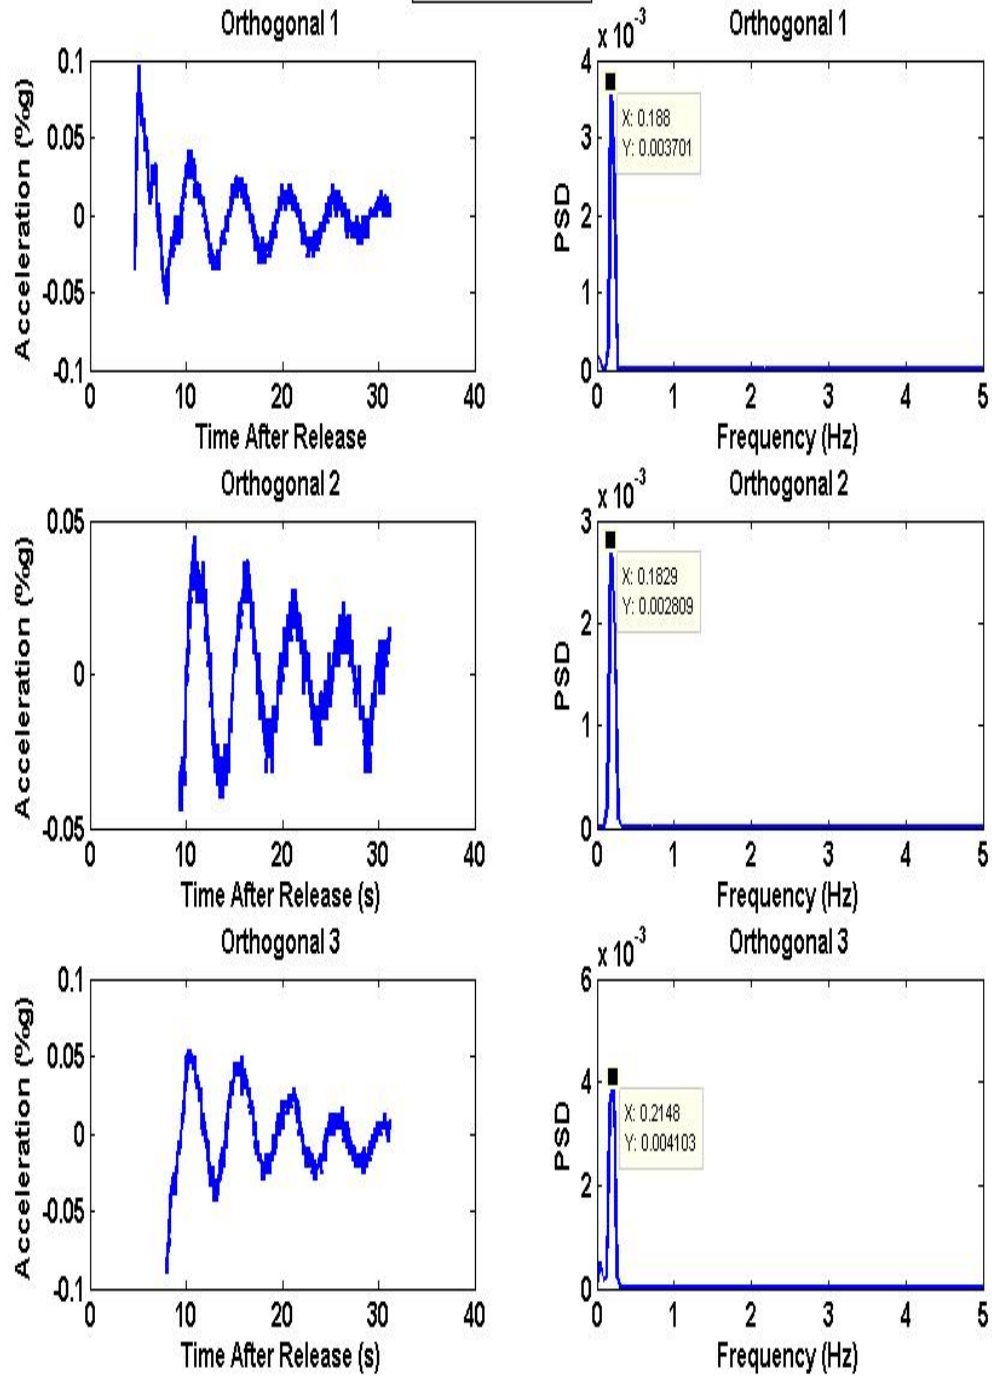 Orthogonal 1
Acceleration (%g)
0.1
0.05
0
-0.05
-0.1
0 10 20 30 40
Time After Release
Orthogonal 1
x 10-3
PSD
4
3
2
1
0
X: 0.188
Y: 0.003701
0 1 2 3 4 5
Frequency (Hz)
Orthogonal 2
Acceleration (%g)
0.05
0
-0.05
0 10 20 30 40
Time After Release (s)
Orthogonal 2
x 10-3
PSD
3
2
1
0
X: 0.1829
Y: 0.002809
0 1 2 3 4 5
Frequency (Hz)
Orthogonal 3
Acceleration (%g)
0.1
0.05
0
-0.05
-0.1
0 10 20 30 40
Time After Release (s)
Orthogonal 3
x 10-3
PSD
6
4
2
0
X: 0.2148
Y: 0.004103
0 1 2 3 4 5
Frequency (Hz)